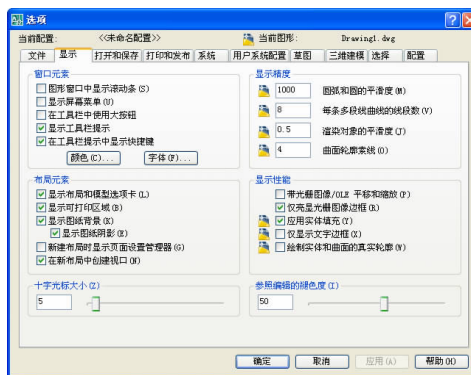 选项
当前配置: <<未命名配置>> 当前图形: Drawing1.dwg
文件 显示 打开和保存 打印和发布 系统 用户系统配置 草图 三维建模 选择 配置
窗口元素
图形窗口中显示滚动条(S)
显示屏幕菜单(U)
在工具栏中使用大按钮
显示工具栏提示
在工具栏提示中显示快捷键
颜色(C)... 字体(F)...
布局元素
显示布局和模型选项卡(L)
显示可打印区域(B)
显示图纸背景(K)
显示图纸阴影(E)
新建布局时显示页面设置管理器(G)
在新布局中创建视口(N)
十字光标大小(Z)
5
显示精度
1000 圆弧和圆的平滑度(A)
8 每条多段线曲线的线段数(V)
0.5 渲染对象的平滑度(J)
4 曲面轮廓素线(O)
显示性能
带光栅图像/OLE 平移和缩放(P)
仅亮显光栅图像边框(R)
应用实体填充(Y)
仅显示文字边框(X)
绘制实体和曲面的真实轮廓(W)
参照编辑的褪色度(I)
50
确定 取消 应用(A) 帮助(H)